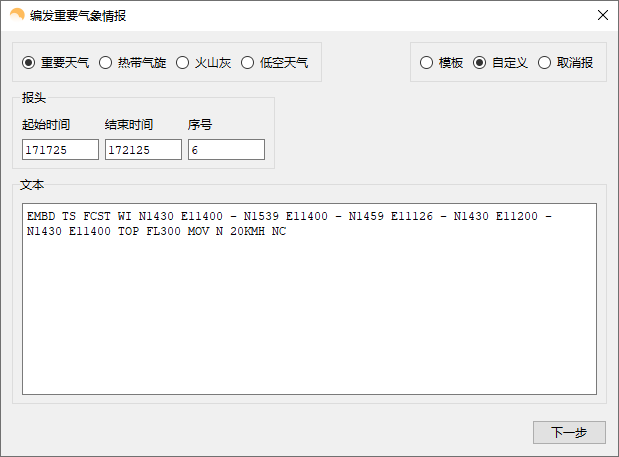 编发重要气象情报
重要天气 热带气旋 火山灰 低空天气 模板 自定义 取消报
报头
起始时间 结束时间 序号
171725 172125 6
文本
EMBD TS FCST WI N1430 E11400 - N1539 E11400 - N1459 E11126 - N1430 E11200 -
N1430 E11400 TOP FL300 MOV N 20KMH NC
下一步